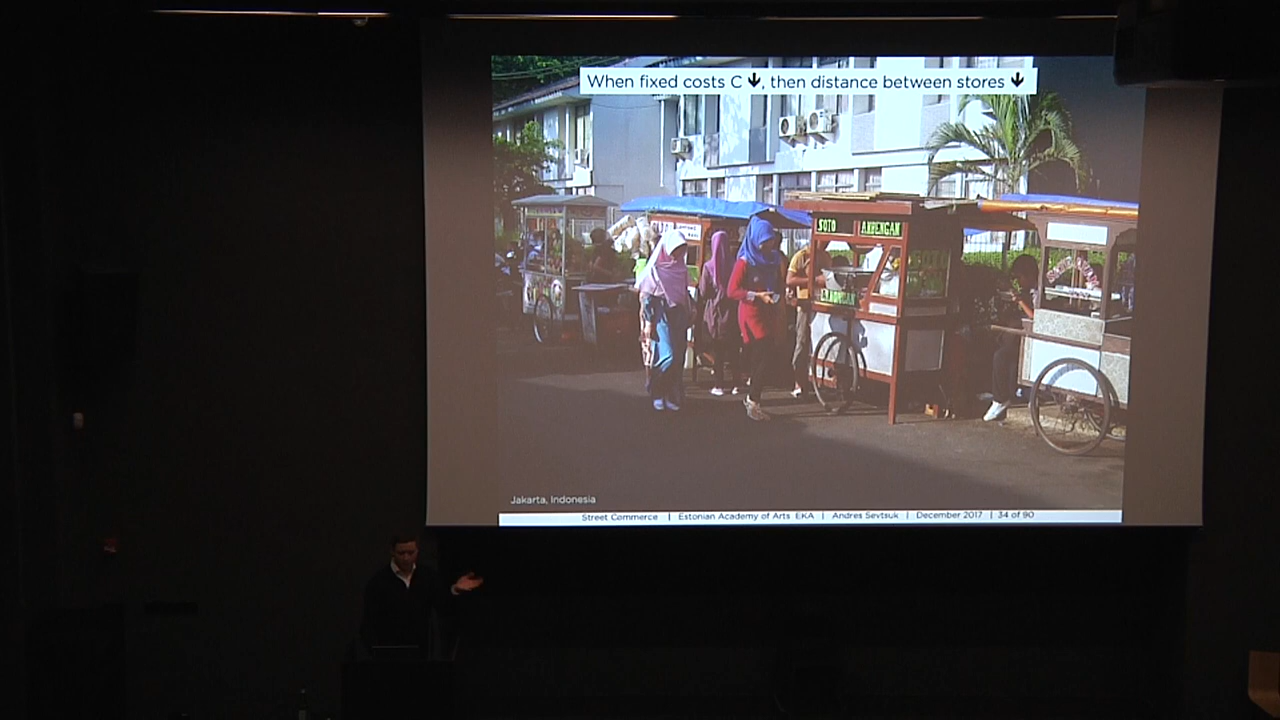 When fixed costs C ↓, then distance between stores ↓
SOTO AMBENGAN
Jakarta, Indonesia
Street Commerce | Estonian Academy of Arts EKA | Andres Sevtsuk | December 2017 | 34 of 90